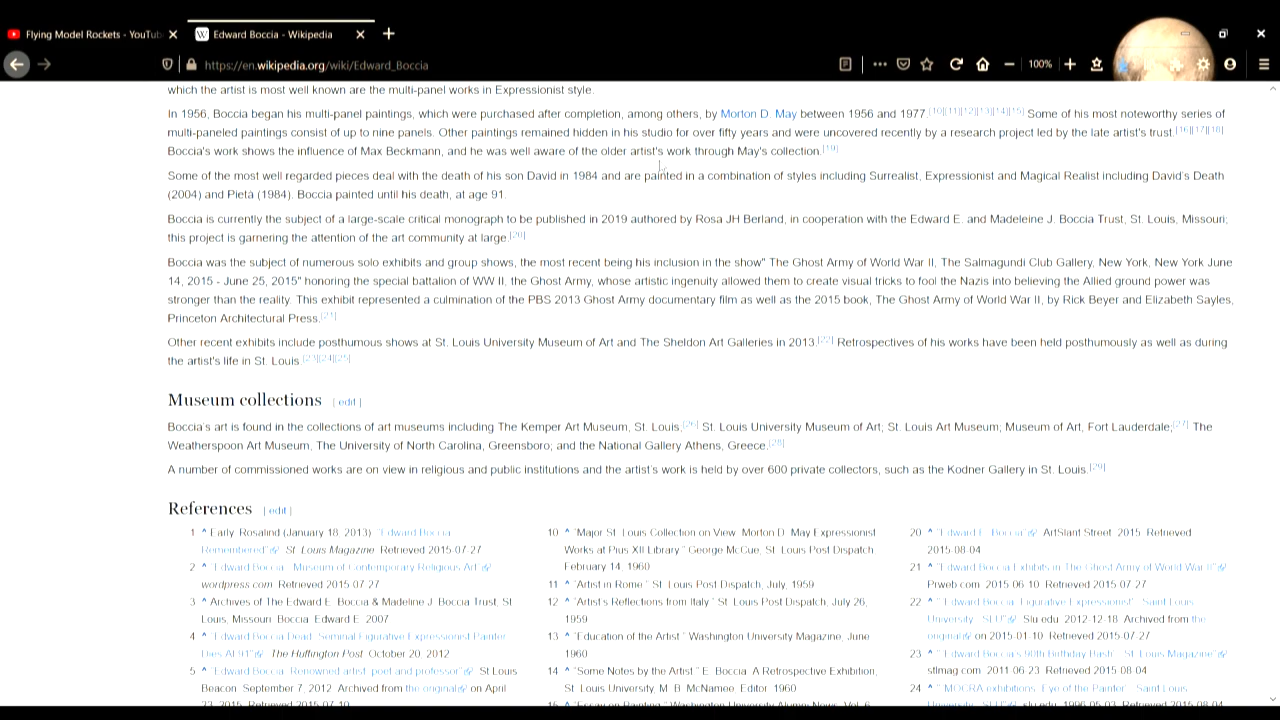 Flying Model Rockets - YouTub
Edward Boccia - Wikipedia
https://en.wikipedia.org/wiki/Edward_Boccia
100%
which the artist is most well known are the multi-panel works in Expressionist style.
In 1956, Boccia began his multi-panel paintings, which were purchased after completion, among others, by Morton D. May between 1956 and 1977.[10][11][12][13][14][15] Some of his most noteworthy series of
multi-paneled paintings consist of up to nine panels. Other paintings remained hidden in his studio for over fifty years and were uncovered recently by a research project led by the late artist's trust.[16][17][18]
Boccia's work shows the influence of Max Beckmann, and he was well aware of the older artist's work through May's collection.[19]
Some of the most well regarded pieces deal with the death of his son David in 1984 and are painted in a combination of styles including Surrealist, Expressionist and Magical Realist including David's Death
(2004) and Pietà (1984). Boccia painted until his death, at age 91.
Boccia is currently the subject of a large-scale critical monograph to be published in 2019 authored by Rosa JH Berland, in cooperation with the Edward E. and Madeleine J. Boccia Trust, St. Louis, Missouri;
this project is garnering the attention of the art community at large.[20]
Boccia was the subject of numerous solo exhibits and group shows, the most recent being his inclusion in the show" The Ghost Army of World War II, The Salmagundi Club Gallery, New York, New York June
14, 2015 - June 25, 2015" honoring the special battalion of WW II, the Ghost Army, whose artistic ingenuity allowed them to create visual tricks to fool the Nazis into believing the Allied ground power was
stronger than the reality. This exhibit represented a culmination of the PBS 2013 Ghost Army documentary film as well as the 2015 book, The Ghost Army of World War II, by Rick Beyer and Elizabeth Sayles,
Princeton Architectural Press.[21]
Other recent exhibits include posthumous shows at St. Louis University Museum of Art and The Sheldon Art Galleries in 2013.[22] Retrospectives of his works have been held posthumously as well as during
the artist's life in St. Louis.[23][24][25]
Museum collections [ edit ]
Boccia's art is found in the collections of art museums including The Kemper Art Museum, St. Louis,[26] St. Louis University Museum of Art; St. Louis Art Museum; Museum of Art, Fort Lauderdale;[27] The
Weatherspoon Art Museum, The University of North Carolina, Greensboro; and the National Gallery Athens, Greece.[28]
A number of commissioned works are on view in religious and public institutions and the artist's work is held by over 600 private collectors, such as the Kodner Gallery in St. Louis.[29]
References [ edit ]
1 ^ Early, Rosalind (January 18, 2013). "Edward Boccia
Remembered". St. Louis Magazine. Retrieved 2015-07-27
2 ^ "Edward Boccia, Museum of Contemporary Religious Art"
wordpress.com. Retrieved 2015-07-27
3 ^ Archives of The Edward E. Boccia & Madeline J. Boccia Trust, St.
Louis, Missouri. Boccia, Edward E. 2007
4 ^ "Edward Boccia Dead: Seminal Figurative Expressionist Painter
Dies At 91". The Huffington Post. October 20, 2012
5 ^ "Edward Boccia: Renowned artist, poet and professor". St Louis
Beacon. September 7, 2012. Archived from the original on April
23, 2015. Retrieved 2015-07-10
10 ^ "Major St. Louis Collection on View. Morton D. May Expressionist
Works at Pius XII Library." George McCue, St. Louis Post Dispatch
February 14, 1960
11 ^ "Artist in Rome." St. Louis Post Dispatch, July, 1959
12 ^ "Artist's Reflections from Italy." St. Louis Post Dispatch, July 26,
1959
13 ^ "Education of the Artist." Washington University Magazine, June
1960
14 ^ "Some Notes by the Artist." E. Boccia. A Retrospective Exhibition,
St. Louis University, M. B. McNamee, Editor. 1960
15 ^ "Essay on Painting." Washington University Alumni News, Vol. 6
20 ^ "Edward E. Boccia". ArtSlant Street. 2015. Retrieved
2015-08-04
21 ^ "Edward Boccia Exhibits in The Ghost Army of World War II"
Prweb.com. 2015-06-10. Retrieved 2015-07-27
22 ^ "Edward Boccia: Figurative Expressionist" Saint Louis
University - SLU". Slu.edu. 2012-12-18. Archived from the
original on 2015-01-10. Retrieved 2015-07-27
23 ^ "Edward Boccia's 90th Birthday Bash - St. Louis Magazine"
stlmag.com. 2011-06-23. Retrieved 2015-08-04
24 ^ "MOCRA exhibitions: Eye of the Painter - Saint Louis
University - SLU". slu.edu. 1996-05-03. Retrieved 2015-08-04